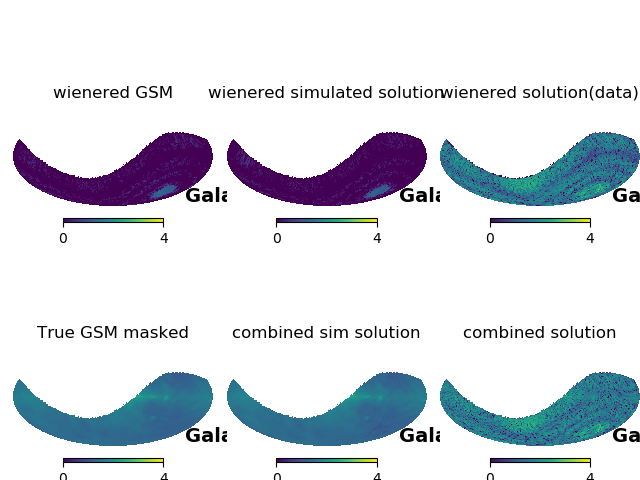 wienered GSM
wienered simulated solution
wienered solution(data)
Gala
Gala
Ga
0 4
0 4
0 4
True GSM masked
combined sim solution
combined solution
Gala
Gala
Ga
0 4
0 4
0 4